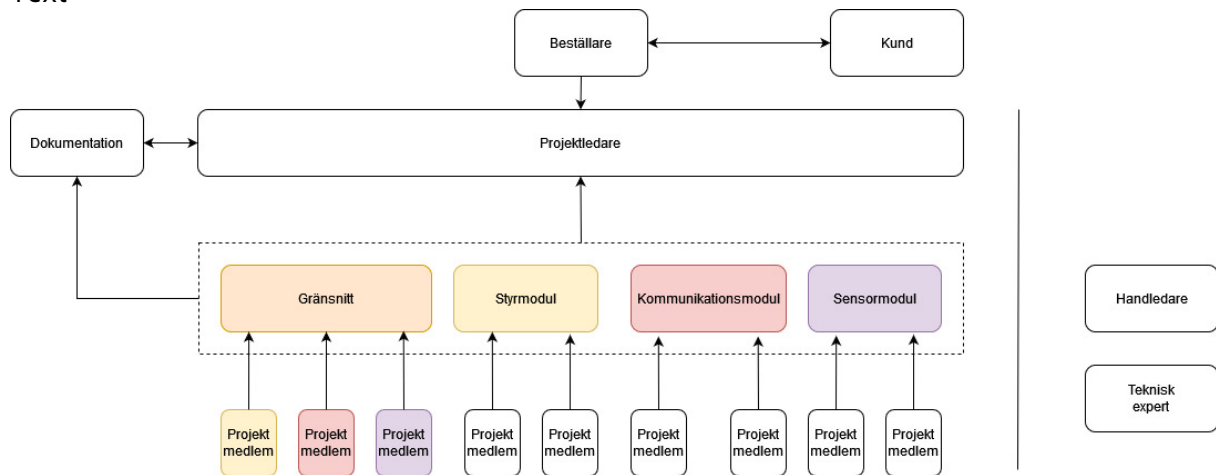 Beställare
Kund
Dokumentation
Projektledare
Gränsnitt
Styrmodul
Kommunikationsmodul
Sensormodul
Handledare
Teknisk
expert
Projekt
medlem
Projekt
medlem
Projekt
medlem
Projekt
medlem
Projekt
medlem
Projekt
medlem
Projekt
medlem
Projekt
medlem
Projekt
medlem